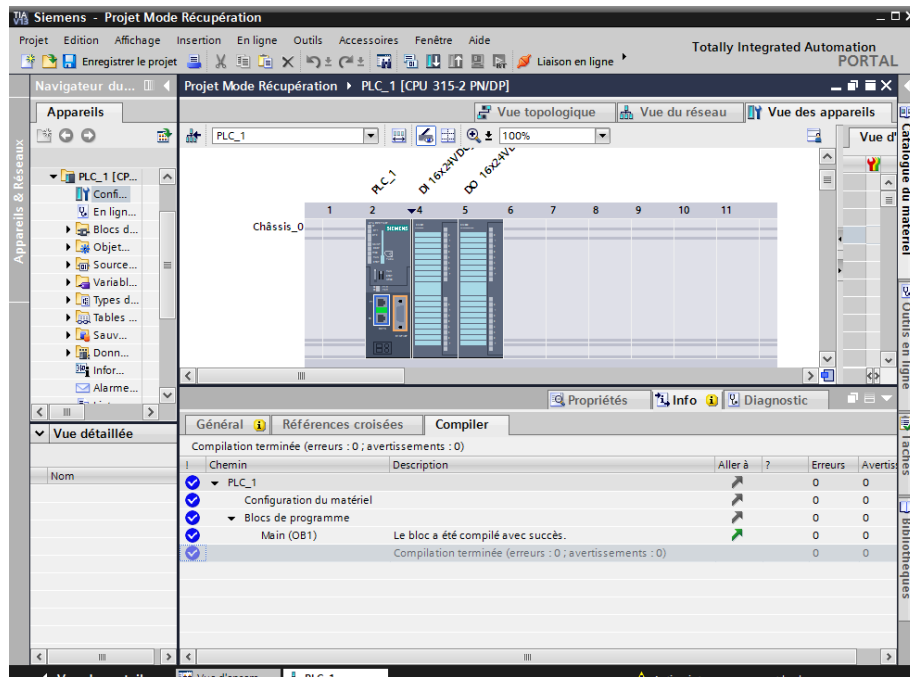 Siemens - Projet Mode Récupération
Projet Edition Affichage Insertion En ligne Outils Accessoires Fenêtre Aide
Totally Integrated Automation
PORTAL
Enregistrer le projet
Liaison en ligne
Navigateur du...
Projet Mode Récupération PLC_1 [CPU 315-2 PN/DP]
Appareils
Vue topologique
Vue du réseau
Vue des appareils
PLC_1
100%
Vue d'
Appareils & Réseaux
PLC_1 [CP...
Confi...
En lign...
Blocs d...
Objet...
Source...
Variabl...
Types d...
Tables ...
Sauv...
Donn...
Infor...
Alarme...
PLC_1
DI 16x24VDC
DO 16x24V
1 2 4 5 6 7 8 9 10 11
Châssis_0
SIEMENS
Catalogue du matériel
Outils en ligne
Tâches
Bibliothèques
Propriétés
Info
Diagnostic
Vue détaillée
Nom
Général
Références croisées
Compiler
Compilation terminée (erreurs : 0 ; avertissements : 0)
! Chemin Description Aller à ? Erreurs Avertiss
PLC_1 0 0
Configuration du matériel 0 0
Blocs de programme 0 0
Main (OB1) Le bloc a été compilé avec succès. 0 0
Compilation terminée (erreurs : 0 ; avertissements : 0) 0 0
PLC_1